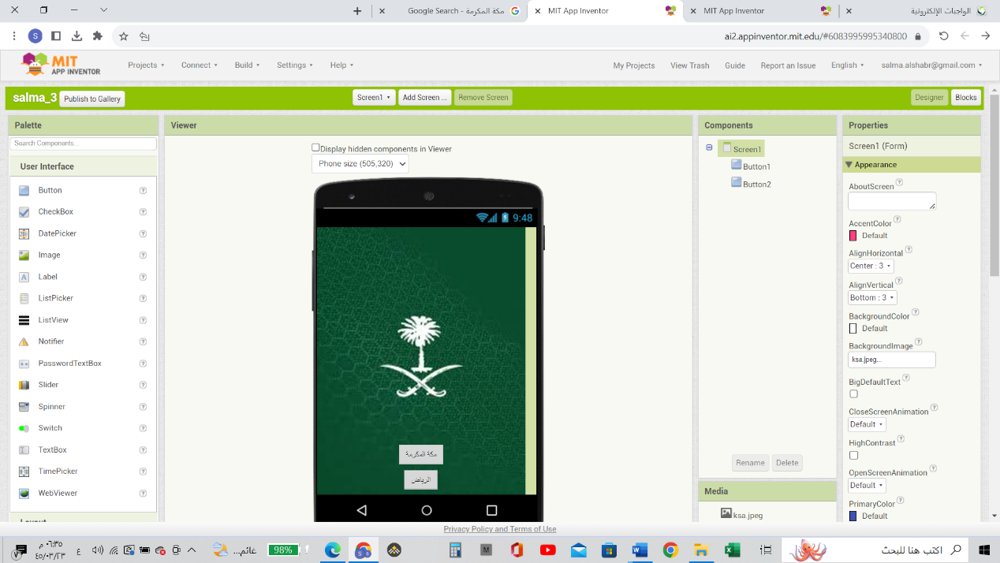 Google Search - مكة المكرمة
MIT App Inventor
MIT App Inventor
الواجبات الإلكترونية
S
ai2.appinventor.mit.edu/#6083995995340800
MIT
APP INVENTOR
Projects
Connect
Build
Settings
Help
My Projects
View Trash
Guide
Report an Issue
English
salma.alshabr@gmail.com
salma_3
Publish to Gallery
Screen1
Add Screen ...
Remove Screen
Designer
Blocks
Palette
Search Components...
User Interface
Button
CheckBox
DatePicker
Image
Label
ListPicker
ListView
Notifier
PasswordTextBox
Slider
Spinner
Switch
TextBox
TimePicker
WebViewer
Layout
Viewer
Display hidden components in Viewer
Phone size (505,320)
9:48
مكة المكرمة
الرياض
Components
Screen1
Button1
Button2
Rename
Delete
Media
ksa.jpeg
Properties
Screen1 (Form)
Appearance
AboutScreen
AccentColor
Default
AlignHorizontal
Center : 3
AlignVertical
Bottom : 3
BackgroundColor
Default
BackgroundImage
ksa.jpeg...
BigDefaultText
CloseScreenAnimation
Default
HighContrast
OpenScreenAnimation
Default
PrimaryColor
Default
Privacy Policy and Terms of Use
٠٦:٣٥ م
٤٥/٠٣/٢٣
ع
غائم...
98%
اكتب هنا للبحث